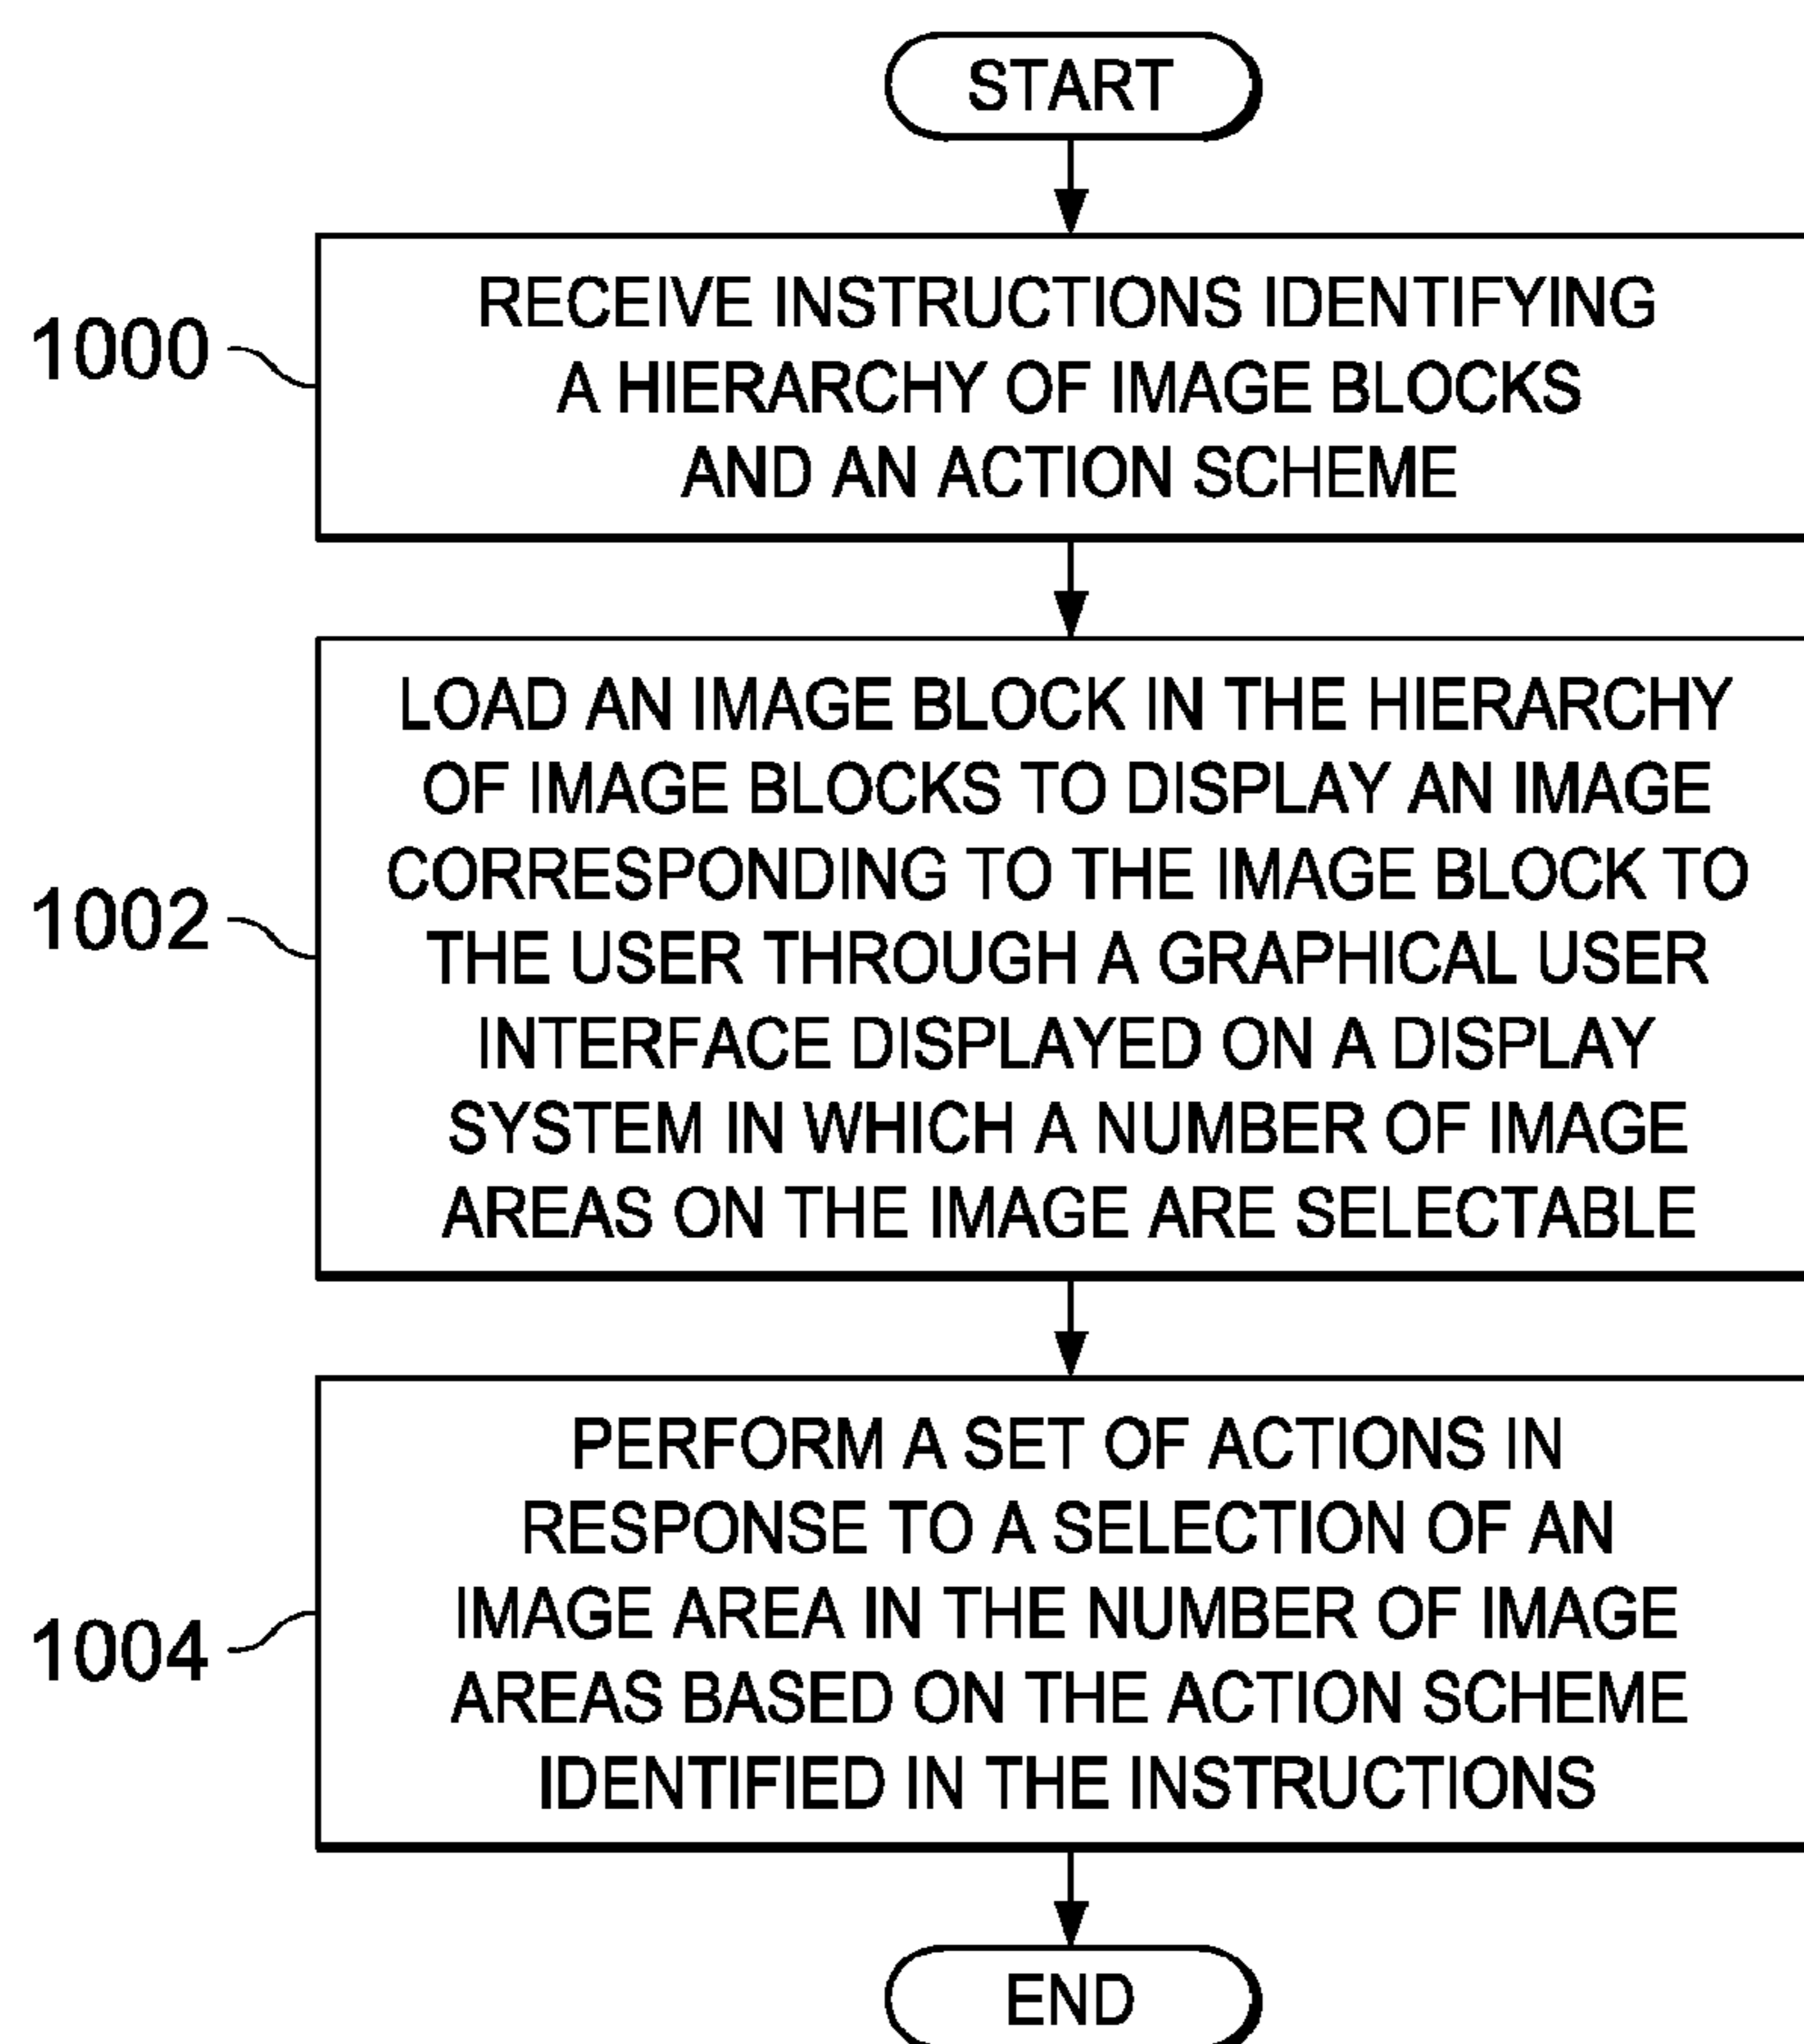 START
1000
RECEIVE INSTRUCTIONS IDENTIFYING
A HIERARCHY OF IMAGE BLOCKS
AND AN ACTION SCHEME
1002
LOAD AN IMAGE BLOCK IN THE HIERARCHY
OF IMAGE BLOCKS TO DISPLAY AN IMAGE
CORRESPONDING TO THE IMAGE BLOCK TO
THE USER THROUGH A GRAPHICAL USER
INTERFACE DISPLAYED ON A DISPLAY
SYSTEM IN WHICH A NUMBER OF IMAGE
AREAS ON THE IMAGE ARE SELECTABLE
1004
PERFORM A SET OF ACTIONS IN
RESPONSE TO A SELECTION OF AN
IMAGE AREA IN THE NUMBER OF IMAGE
AREAS BASED ON THE ACTION SCHEME
IDENTIFIED IN THE INSTRUCTIONS
END